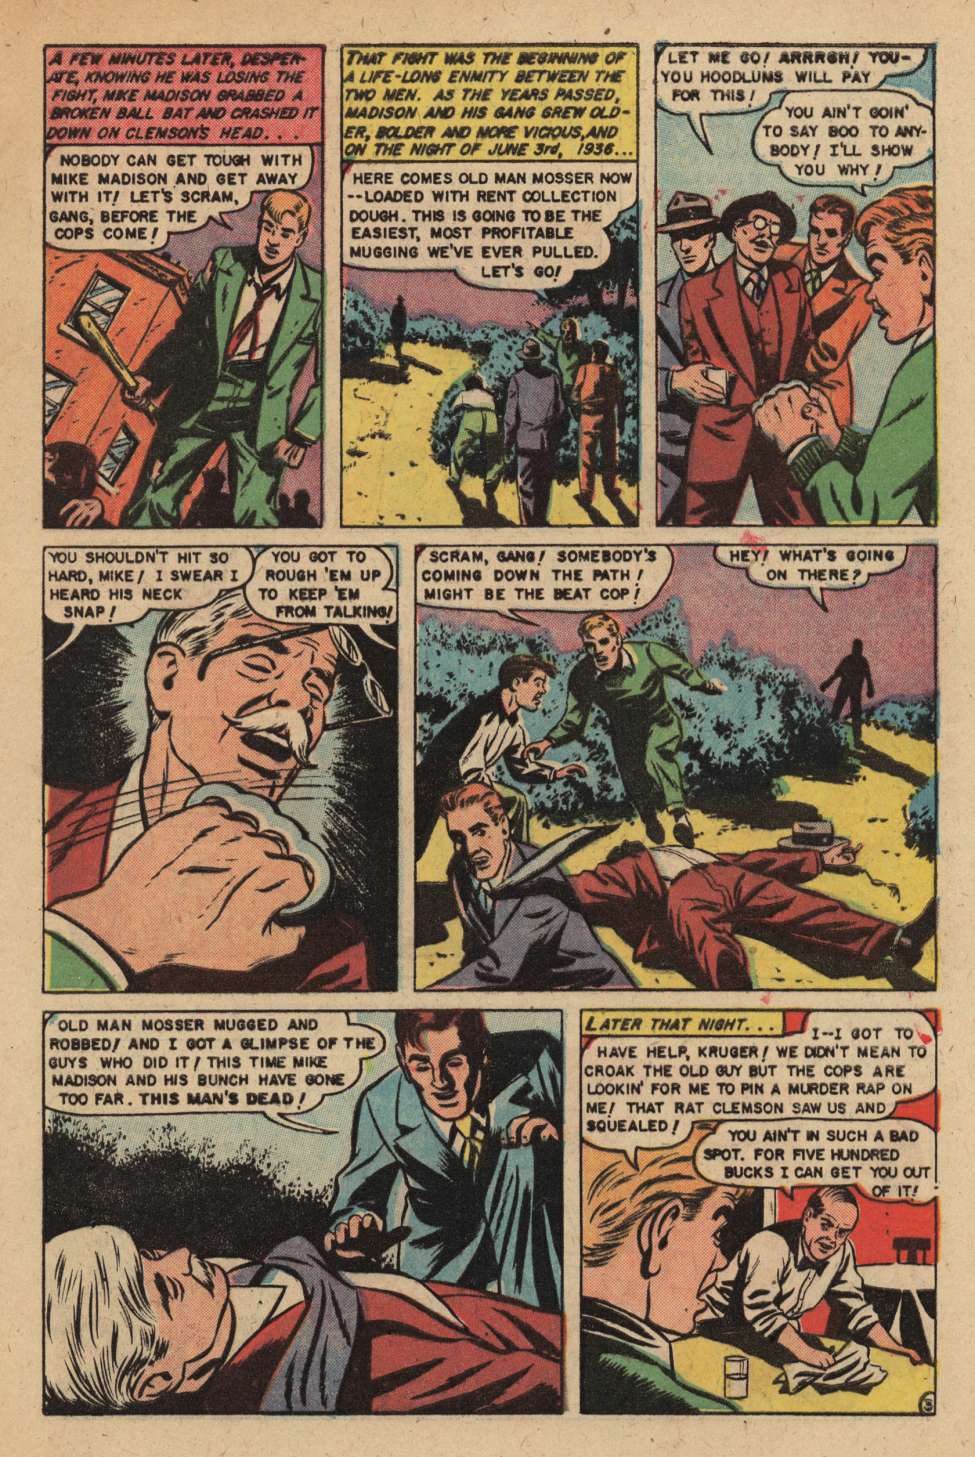 A FEW MINUTES LATER, DESPER-
ATE, KNOWING HE WAS LOSING THE
FIGHT, MIKE MADISON GRABBED A
BROKEN BALL BAT AND CRASHED IT
DOWN ON CLEMSON'S HEAD...
NOBODY CAN GET TOUGH WITH
MIKE MADISON AND GET AWAY
WITH IT! LET'S SCRAM,
GANG, BEFORE THE
COPS COME!
THAT FIGHT WAS THE BEGINNING OF
A LIFE-LONG ENMITY BETWEEN THE
TWO MEN. AS THE YEARS PASSED,
MADISON AND HIS GANG GREW OLD-
ER, BOLDER AND MORE VICIOUS, AND
ON THE NIGHT OF JUNE 3rd, 1936...
HERE COMES OLD MAN MOSSER NOW
--LOADED WITH RENT COLLECTION
DOUGH. THIS IS GOING TO BE THE
EASIEST, MOST PROFITABLE
MUGGING WE'VE EVER PULLED.
LET'S GO!
LET ME GO! ARRRGH! YOU--
YOU HOODLUMS WILL PAY
FOR THIS!
YOU AIN'T GOIN'
TO SAY BOO TO ANY-
BODY! I'LL SHOW
YOU WHY!
YOU SHOULDN'T HIT SO
HARD, MIKE! I SWEAR I
HEARD HIS NECK
SNAP!
YOU GOT TO
ROUGH 'EM UP
TO KEEP 'EM
FROM TALKING!
SCRAM, GANG! SOMEBODY'S
COMING DOWN THE PATH!
MIGHT BE THE BEAT COP!
HEY! WHAT'S GOING
ON THERE?
OLD MAN MOSSER MUGGED AND
ROBBED! AND I GOT A GLIMPSE OF THE
GUYS WHO DID IT! THIS TIME MIKE
MADISON AND HIS BUNCH HAVE GONE
TOO FAR. THIS MAN'S DEAD!
LATER THAT NIGHT...
I--I GOT TO
HAVE HELP, KRUGER! WE DIDN'T MEAN TO
CROAK THE OLD GUY BUT THE COPS ARE
LOOKIN' FOR ME TO PIN A MURDER RAP ON
ME! THAT RAT CLEMSON SAW US AND
SQUEALED!
YOU AIN'T IN SUCH A BAD
SPOT. FOR FIVE HUNDRED
BUCKS I CAN GET YOU OUT
OF IT!
3